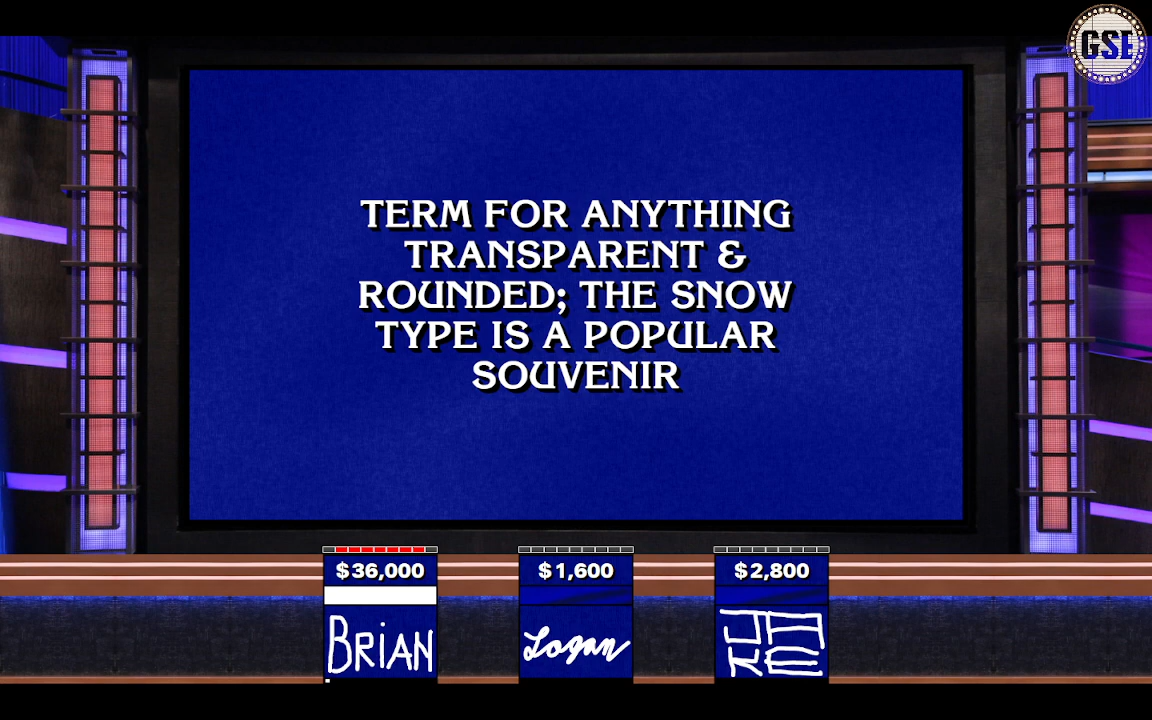 GSE
TERM FOR ANYTHING
TRANSPARENT &
ROUNDED; THE SNOW
TYPE IS A POPULAR
SOUVENIR
$36,000
$1,600
$2,800
BRIAN
Logan